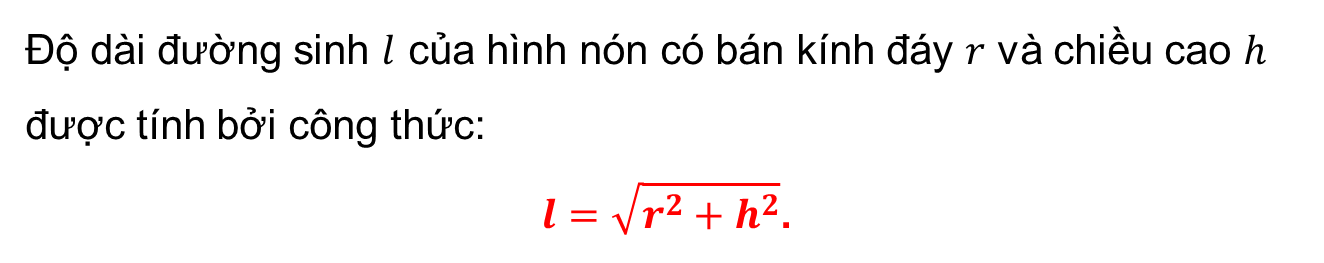 Độ dài đường sinh l của hình nón có bán kính đáy r và chiều cao h
được tính bởi công thức:
l = √(r² + h²).